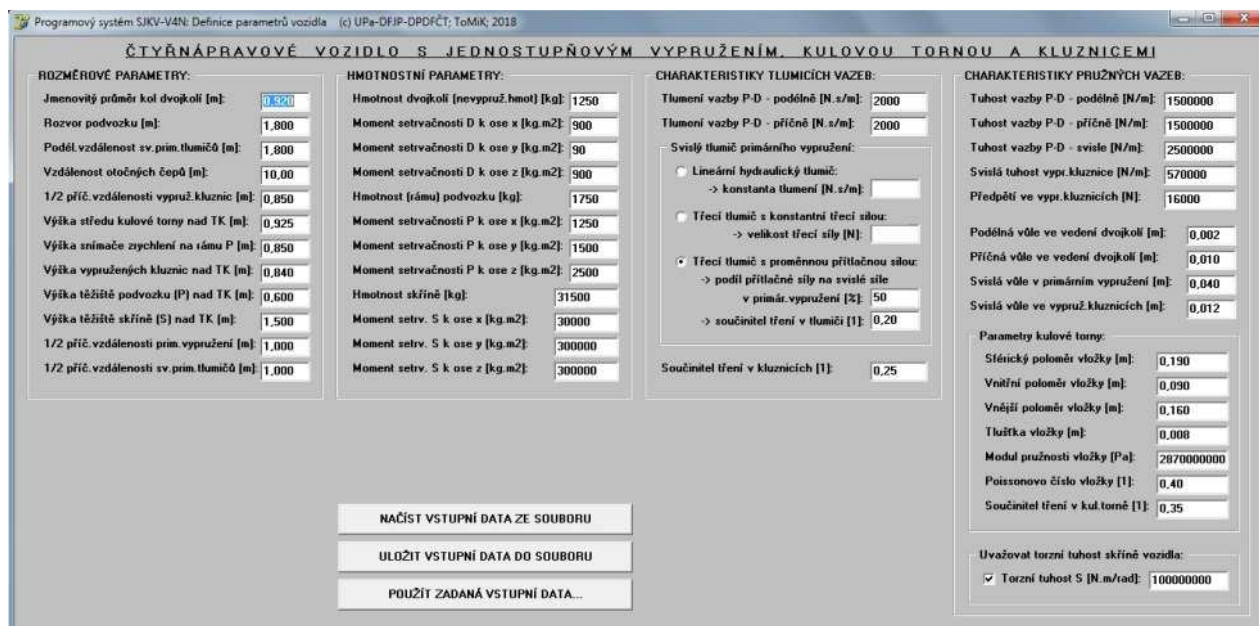 Programový systém SJKV-V4N: Definice parametrů vozidla (c) UPa-DFJP-DPDFČT; ToMiK; 2018
ČTYŘNÁPRAVOVÉ VOZIDLO S JEDNOSTUPŇOVÝM VYPRUŽENÍM, KULOVOU TORNOU A KLUZNICEMI
ROZMĚROVÉ PARAMETRY:
Jmenovitý průměr kol dvojkolí [m]: 0,920
Rozvor podvozku [m]: 1,800
Podél.vzdálenost sv.prim.tlumičů [m]: 1,800
Vzdálenost otočných čepů [m]: 10,00
1/2 příč.vzdálenosti vypruž.kluznic [m]: 0,850
Výška středu kulové torny nad TK [m]: 0,925
Výška snímače zrychlení na rámu P [m]: 0,850
Výška vypružených kluznic nad TK [m]: 0,840
Výška těžiště podvozku (P) nad TK [m]: 0,600
Výška těžiště skříně (S) nad TK [m]: 1,500
1/2 příč.vzdálenosti prim.vypružení [m]: 1,000
1/2 příč.vzdálenosti sv.prim.tlumičů [m]: 1,000
HMOTNOSTNÍ PARAMETRY:
Hmotnost dvojkolí (nevypruž.hmot) [kg]: 1250
Moment setrvačnosti D k ose x [kg.m2]: 900
Moment setrvačnosti D k ose y [kg.m2]: 90
Moment setrvačnosti D k ose z [kg.m2]: 900
Hmotnost (rámu) podvozku [kg]: 1750
Moment setrvačnosti P k ose x [kg.m2]: 1250
Moment setrvačnosti P k ose y [kg.m2]: 1500
Moment setrvačnosti P k ose z [kg.m2]: 2500
Hmotnost skříně [kg]: 31500
Moment setrv. S k ose x [kg.m2]: 30000
Moment setrv. S k ose y [kg.m2]: 300000
Moment setrv. S k ose z [kg.m2]: 300000
NAČÍST VSTUPNÍ DATA ZE SOUBORU
ULOŽIT VSTUPNÍ DATA DO SOUBORU
POUŽÍT ZADANÁ VSTUPNÍ DATA...
CHARAKTERISTIKY TLUMICÍCH VAZEB:
Tlumení vazby P-D - podélně [N.s/m]: 2000
Tlumení vazby P-D - příčně [N.s/m]: 2000
Svislý tlumič primárního vypružení:
Lineární hydraulický tlumič:
-> konstanta tlumení [N.s/m]:
Třecí tlumič s konstantní třecí silou:
-> velikost třecí síly [N]:
Třecí tlumič s proměnnou přítlačnou silou:
-> podíl přítlačné síly na svislé síle
v primár.vypružení [%]: 50
-> součinitel tření v tlumiči [1]: 0,20
Součinitel tření v kluznicích [1]: 0,25
CHARAKTERISTIKY PRUŽNÝCH VAZEB:
Tuhost vazby P-D - podélně [N/m]: 1500000
Tuhost vazby P-D - příčně [N/m]: 1500000
Tuhost vazby P-D - svisle [N/m]: 2500000
Svislá tuhost vypr.kluznice [N/m]: 570000
Předpětí ve vypr.kluznicích [N]: 16000
Podélná vůle ve vedení dvojkolí [m]: 0,002
Příčná vůle ve vedení dvojkolí [m]: 0,010
Svislá vůle v primárním vypružení [m]: 0,040
Svislá vůle ve vypruž.kluznicích [m]: 0,012
Parametry kulové torny:
Sférický poloměr vložky [m]: 0,190
Vnitřní poloměr vložky [m]: 0,090
Vnější poloměr vložky [m]: 0,160
Tlušťka vložky [m]: 0,008
Modul pružnosti vložky [Pa]: 2870000000
Poissonovo číslo vložky [1]: 0,40
Součinitel tření v kul.torně [1]: 0,35
Uvažovat torzní tuhost skříně vozidla:
Torzní tuhost S [N.m/rad]: 100000000